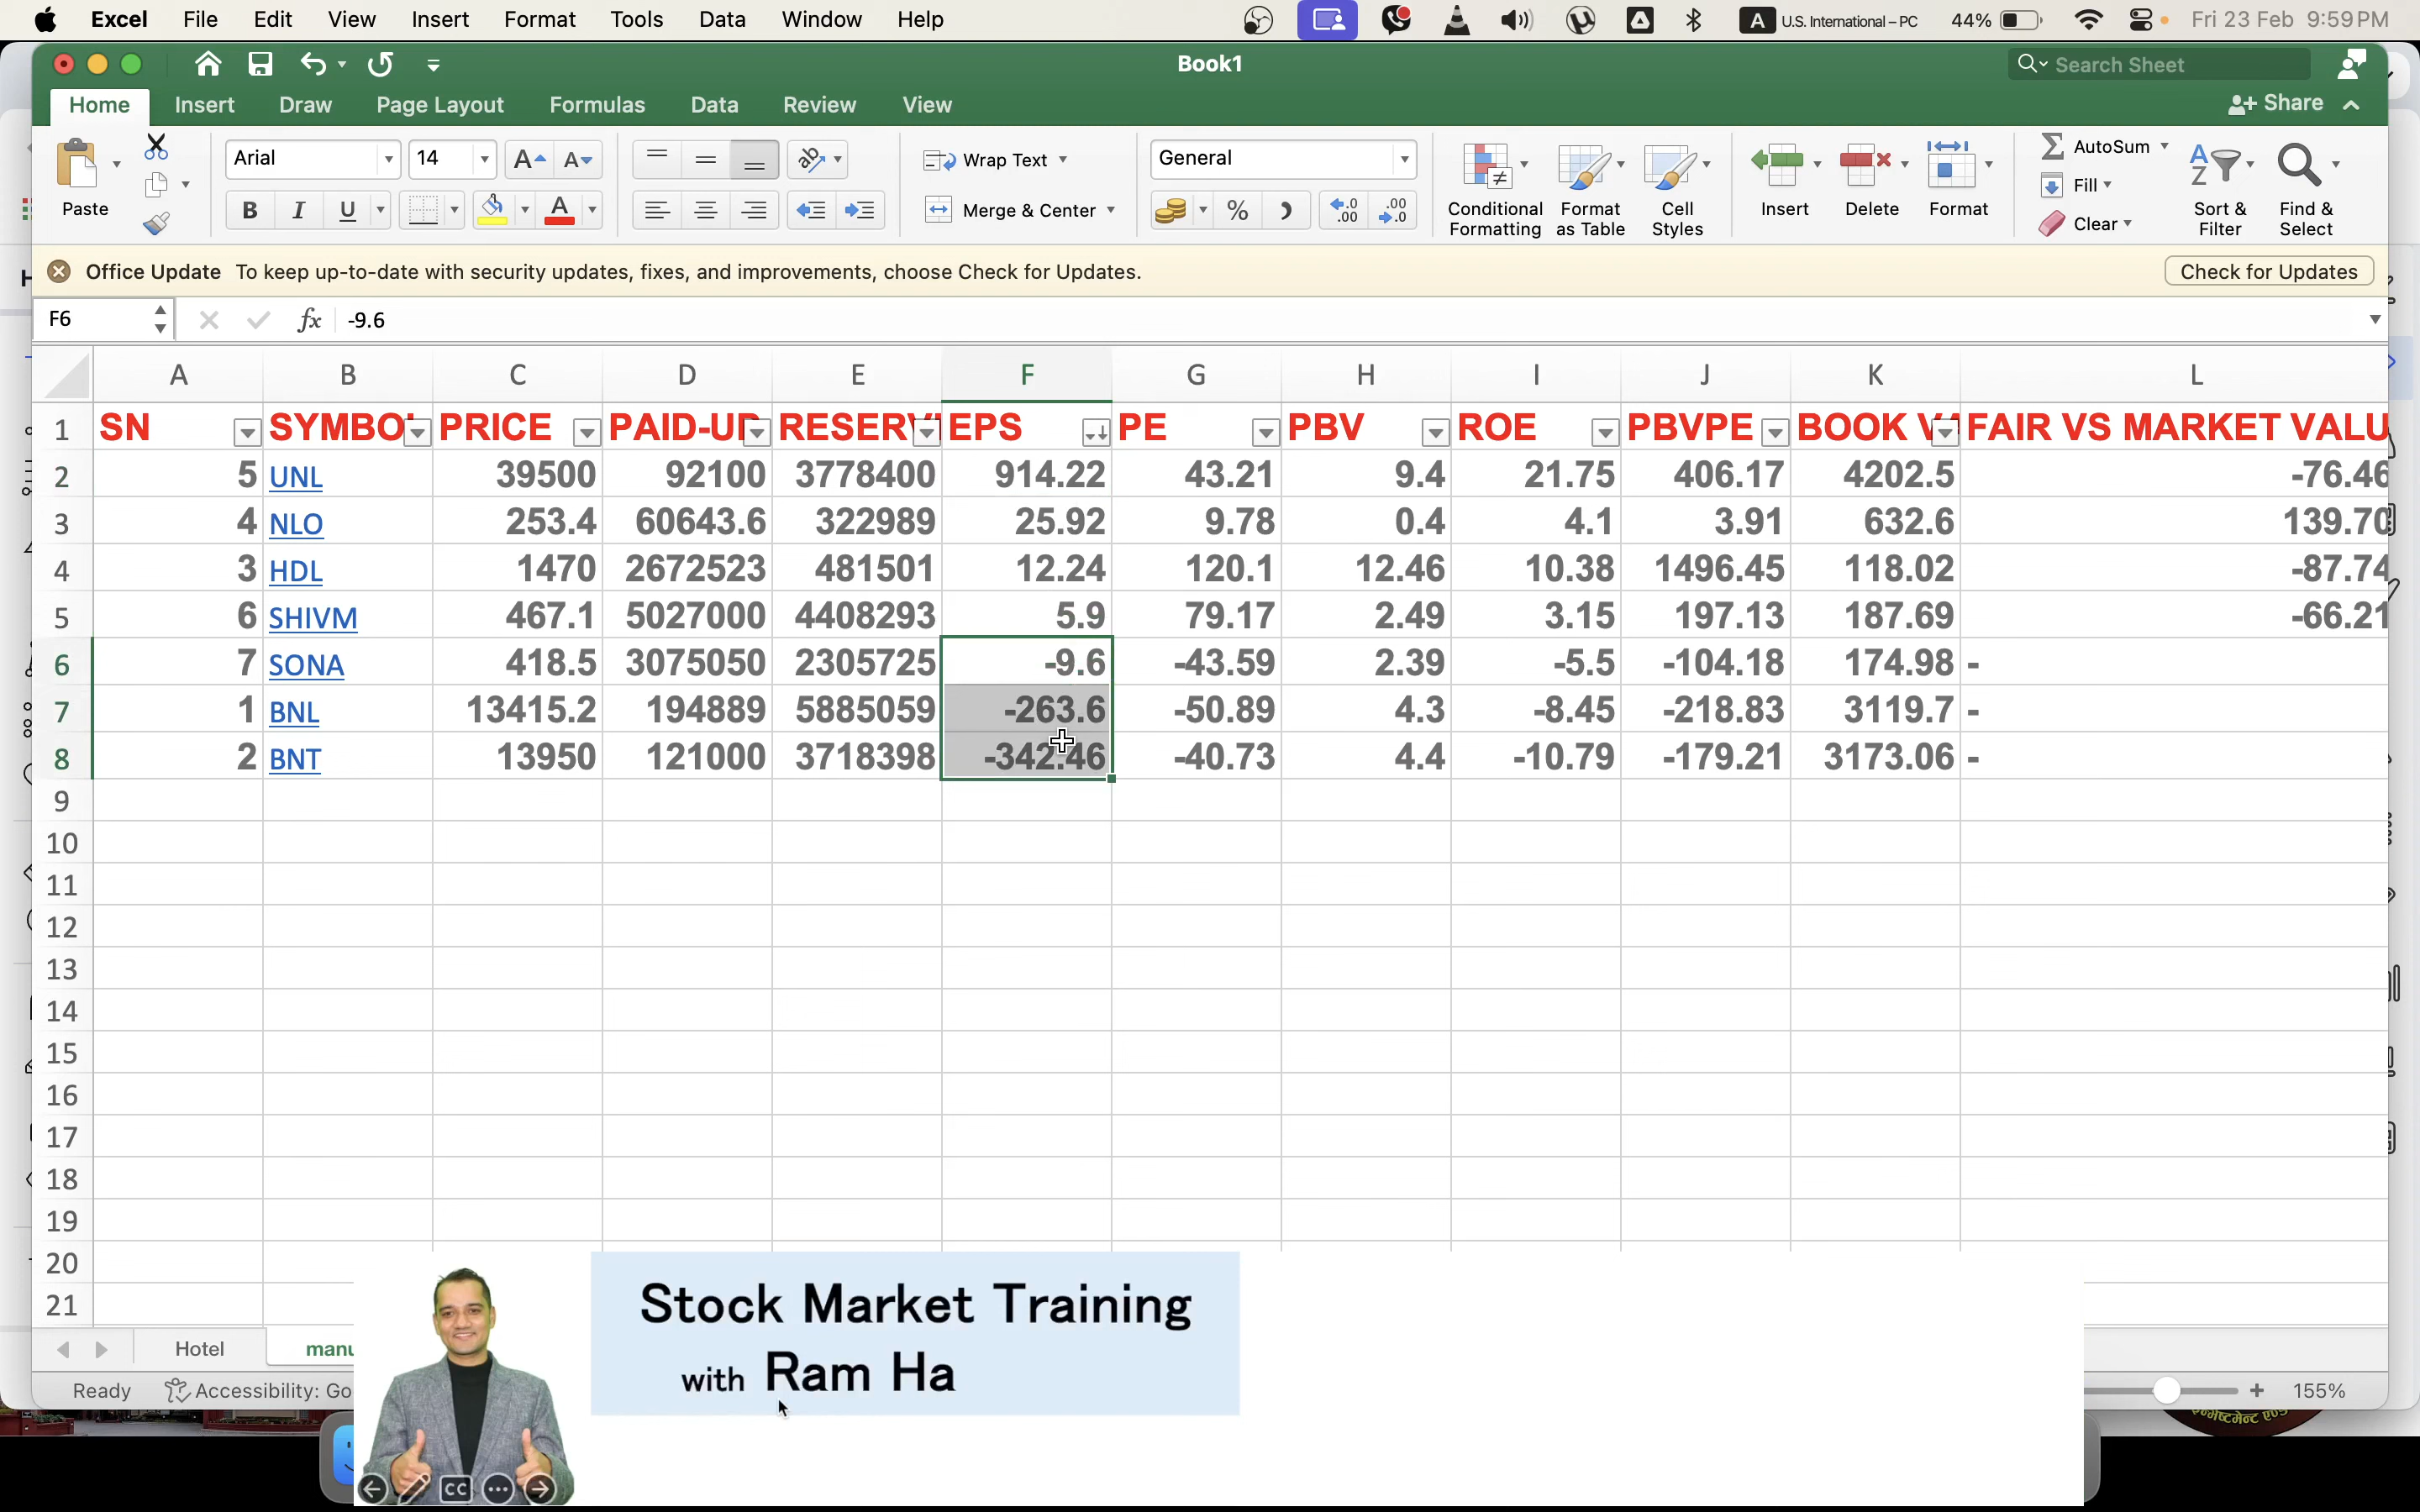 Excel File Edit View Insert Format Tools Data Window Help A U.S. International – PC 44% Fri 23 Feb 9:59 PM
Book1 Search Sheet
Home Insert Draw Page Layout Formulas Data Review View Share
Paste Arial 14 A A B I U A Wrap Text Merge & Center General % Conditional Formatting Format as Table Cell Styles Insert Delete Format AutoSum Fill Clear Sort & Filter Find & Select
Office Update To keep up-to-date with security updates, fixes, and improvements, choose Check for Updates. Check for Updates
F6 fx -9.6
A B C D E F G H I J K L
1 SN SYMBO PRICE PAID-UP RESERV EPS PE PBV ROE PBVPE BOOK VA FAIR VS MARKET VALU
2 5 UNL 39500 92100 3778400 914.22 43.21 9.4 21.75 406.17 4202.5 -76.46
3 4 NLO 253.4 60643.6 322989 25.92 9.78 0.4 4.1 3.91 632.6 139.70
4 3 HDL 1470 2672523 481501 12.24 120.1 12.46 10.38 1496.45 118.02 -87.74
5 6 SHIVM 467.1 5027000 4408293 5.9 79.17 2.49 3.15 197.13 187.69 -66.21
6 7 SONA 418.5 3075050 2305725 -9.6 -43.59 2.39 -5.5 -104.18 174.98 -
7 1 BNL 13415.2 194889 5885059 -263.6 -50.89 4.3 -8.45 -218.83 3119.7 -
8 2 BNT 13950 121000 3718398 -342.46 -40.73 4.4 -10.79 -179.21 3173.06 -
9
10
11
12
13
14
15
16
17
18
19
20
21
Stock Market Training
with Ram Ha
Hotel manu
Ready Accessibility: Go 155%
CC